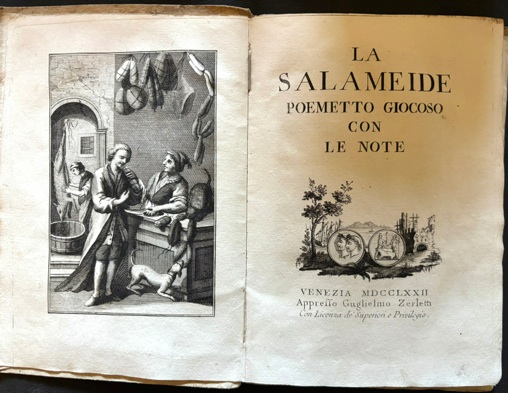 LA
SALAMEIDE
POEMETTO GIOCOSO
CON
LE NOTE
VENEZIA MDCCLXXII
Appresso Guglielmo Zerletti
Con Licenza de' Superiori e Privilegio.